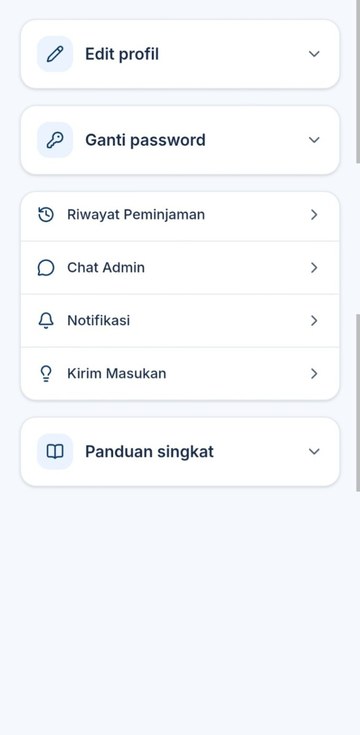 Edit profil
Ganti password
Riwayat Peminjaman
Chat Admin
Notifikasi
Kirim Masukan
Panduan singkat